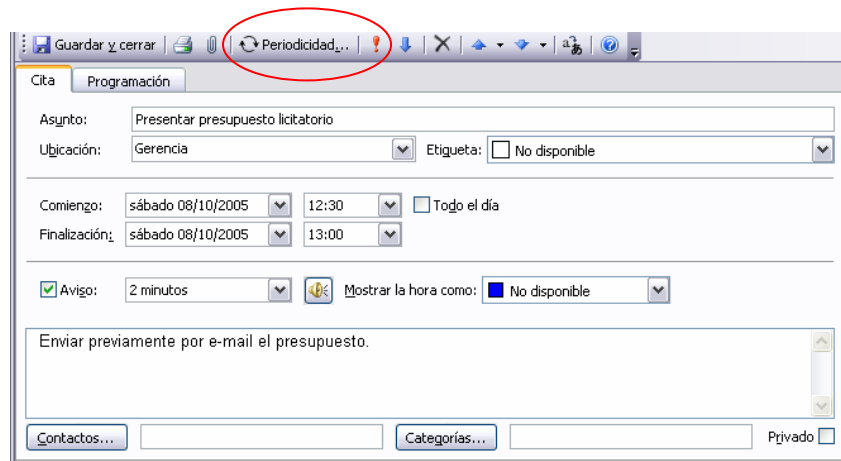 Guardar y cerrar Periodicidad...
Cita Programación
Asunto: Presentar presupuesto licitatorio
Ubicación: Gerencia Etiqueta: No disponible
Comienzo: sábado 08/10/2005 12:30 Todo el día
Finalización: sábado 08/10/2005 13:00
Aviso: 2 minutos Mostrar la hora como: No disponible
Enviar previamente por e-mail el presupuesto.
Contactos... Categorías... Privado